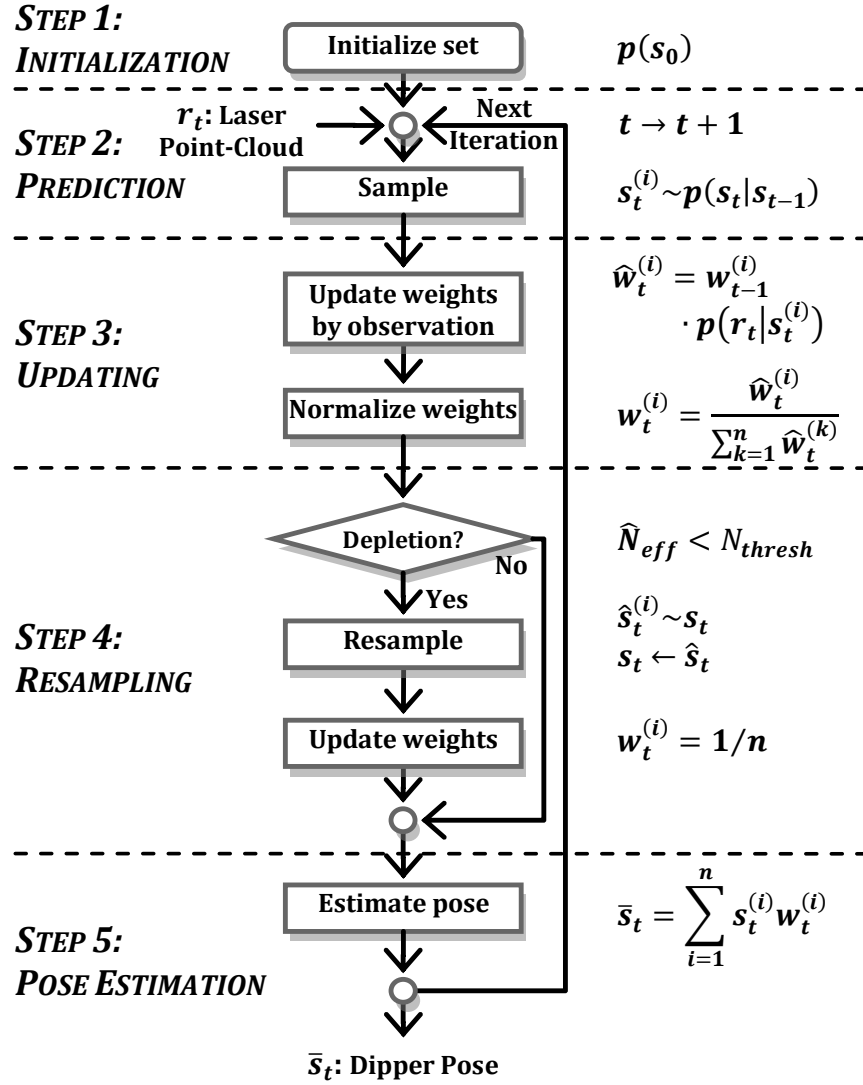 STEP 1:
INITIALIZATION
Initialize set
p(s_0)
r_t: Laser
Point-Cloud
Next
Iteration
t → t + 1
STEP 2:
PREDICTION
Sample
s_t^{(i)}~p(s_t|s_{t−1})
STEP 3:
UPDATING
Update weights
by observation
ŵ_t^{(i)} = w_{t−1}^{(i)}
· p(r_t|s_t^{(i)})
Normalize weights
w_t^{(i)} = ŵ_t^{(i)} / ∑_{k=1}^{n} ŵ_t^{(k)}
STEP 4:
RESAMPLING
Depletion?
No
Yes
N̂_{eff} < N_{thresh}
Resample
ŝ_t^{(i)}~s_t
s_t ← ŝ_t
Update weights
w_t^{(i)} = 1/n
STEP 5:
POSE ESTIMATION
Estimate pose
s̄_t = ∑_{i=1}^{n} s_t^{(i)} w_t^{(i)}
s̄_t: Dipper Pose